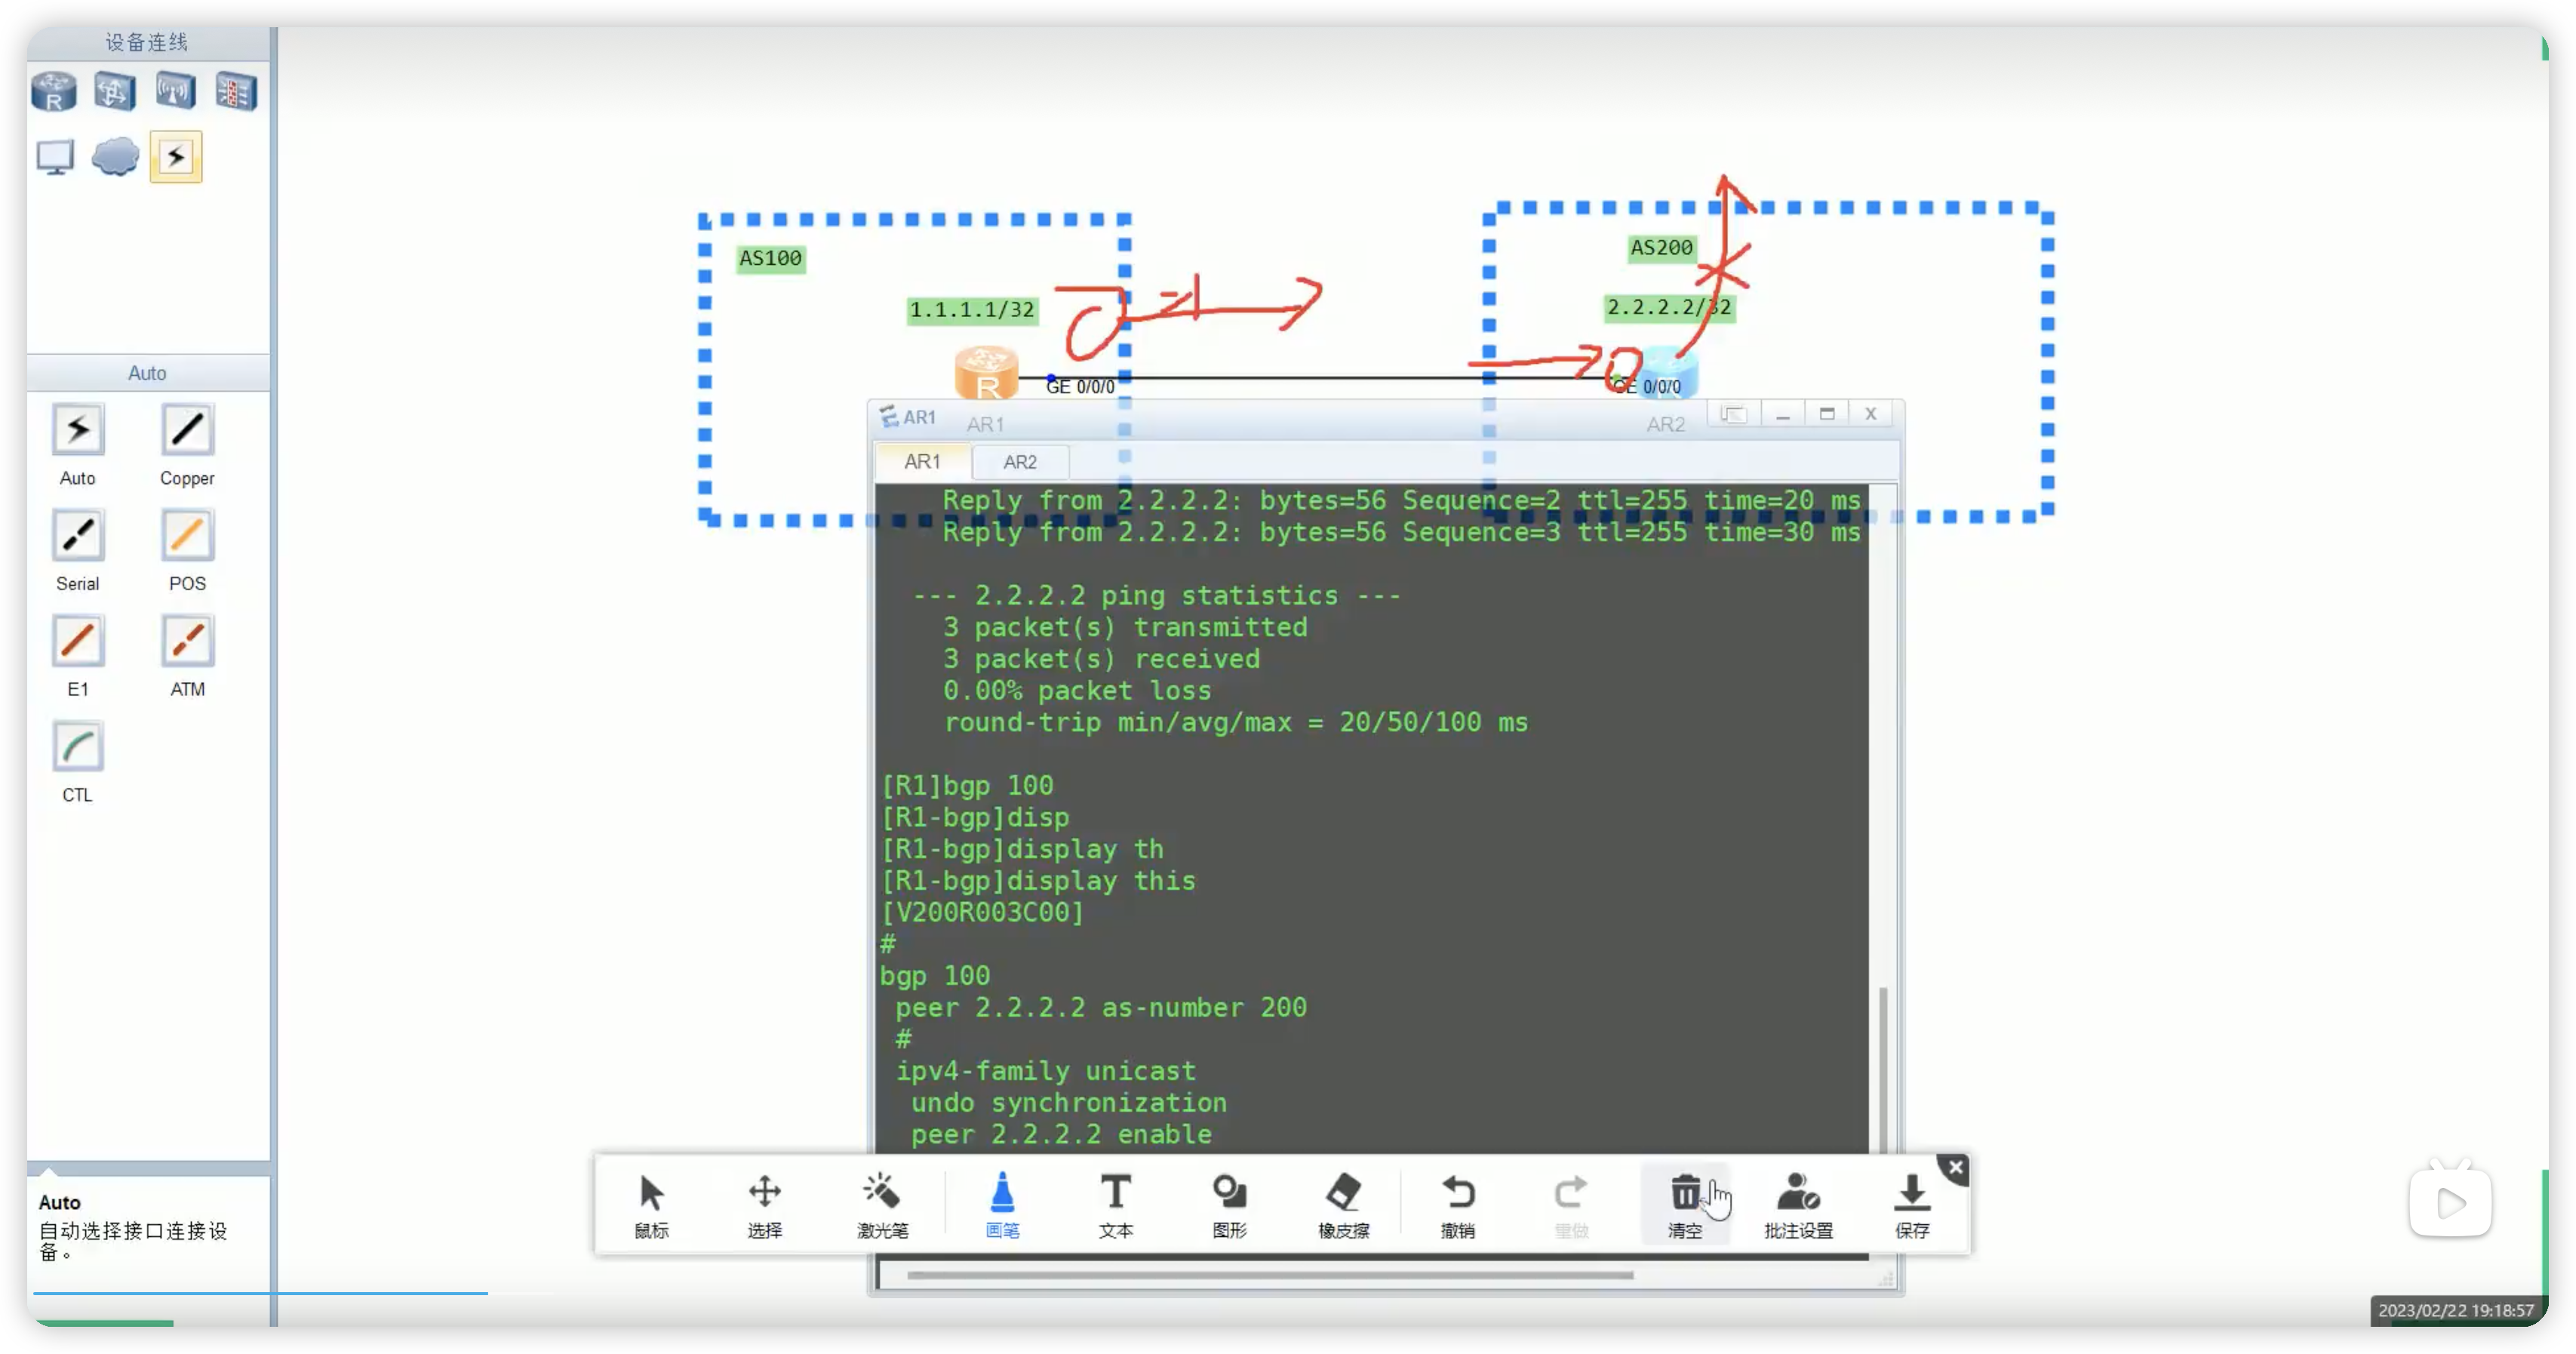 设备连线
Auto
Auto
Copper
Serial
POS
E1
ATM
CTL
Auto
自动选择接口连接设
备。
AS100
1.1.1.1/32
GE 0/0/0
AR1
AS200
2.2.2.2/32
GE 0/0/0
AR2
AR1
AR1 AR2
Reply from 2.2.2.2: bytes=56 Sequence=2 ttl=255 time=20 ms
Reply from 2.2.2.2: bytes=56 Sequence=3 ttl=255 time=30 ms
--- 2.2.2.2 ping statistics ---
3 packet(s) transmitted
3 packet(s) received
0.00% packet loss
round-trip min/avg/max = 20/50/100 ms
[R1]bgp 100
[R1-bgp]disp
[R1-bgp]display th
[R1-bgp]display this
[V200R003C00]
#
bgp 100
peer 2.2.2.2 as-number 200
#
ipv4-family unicast
undo synchronization
peer 2.2.2.2 enable
鼠标 选择 激光笔 画笔 文本 图形 橡皮擦 撤销 重做 清空 批注设置 保存
2023/02/22 19:18:57